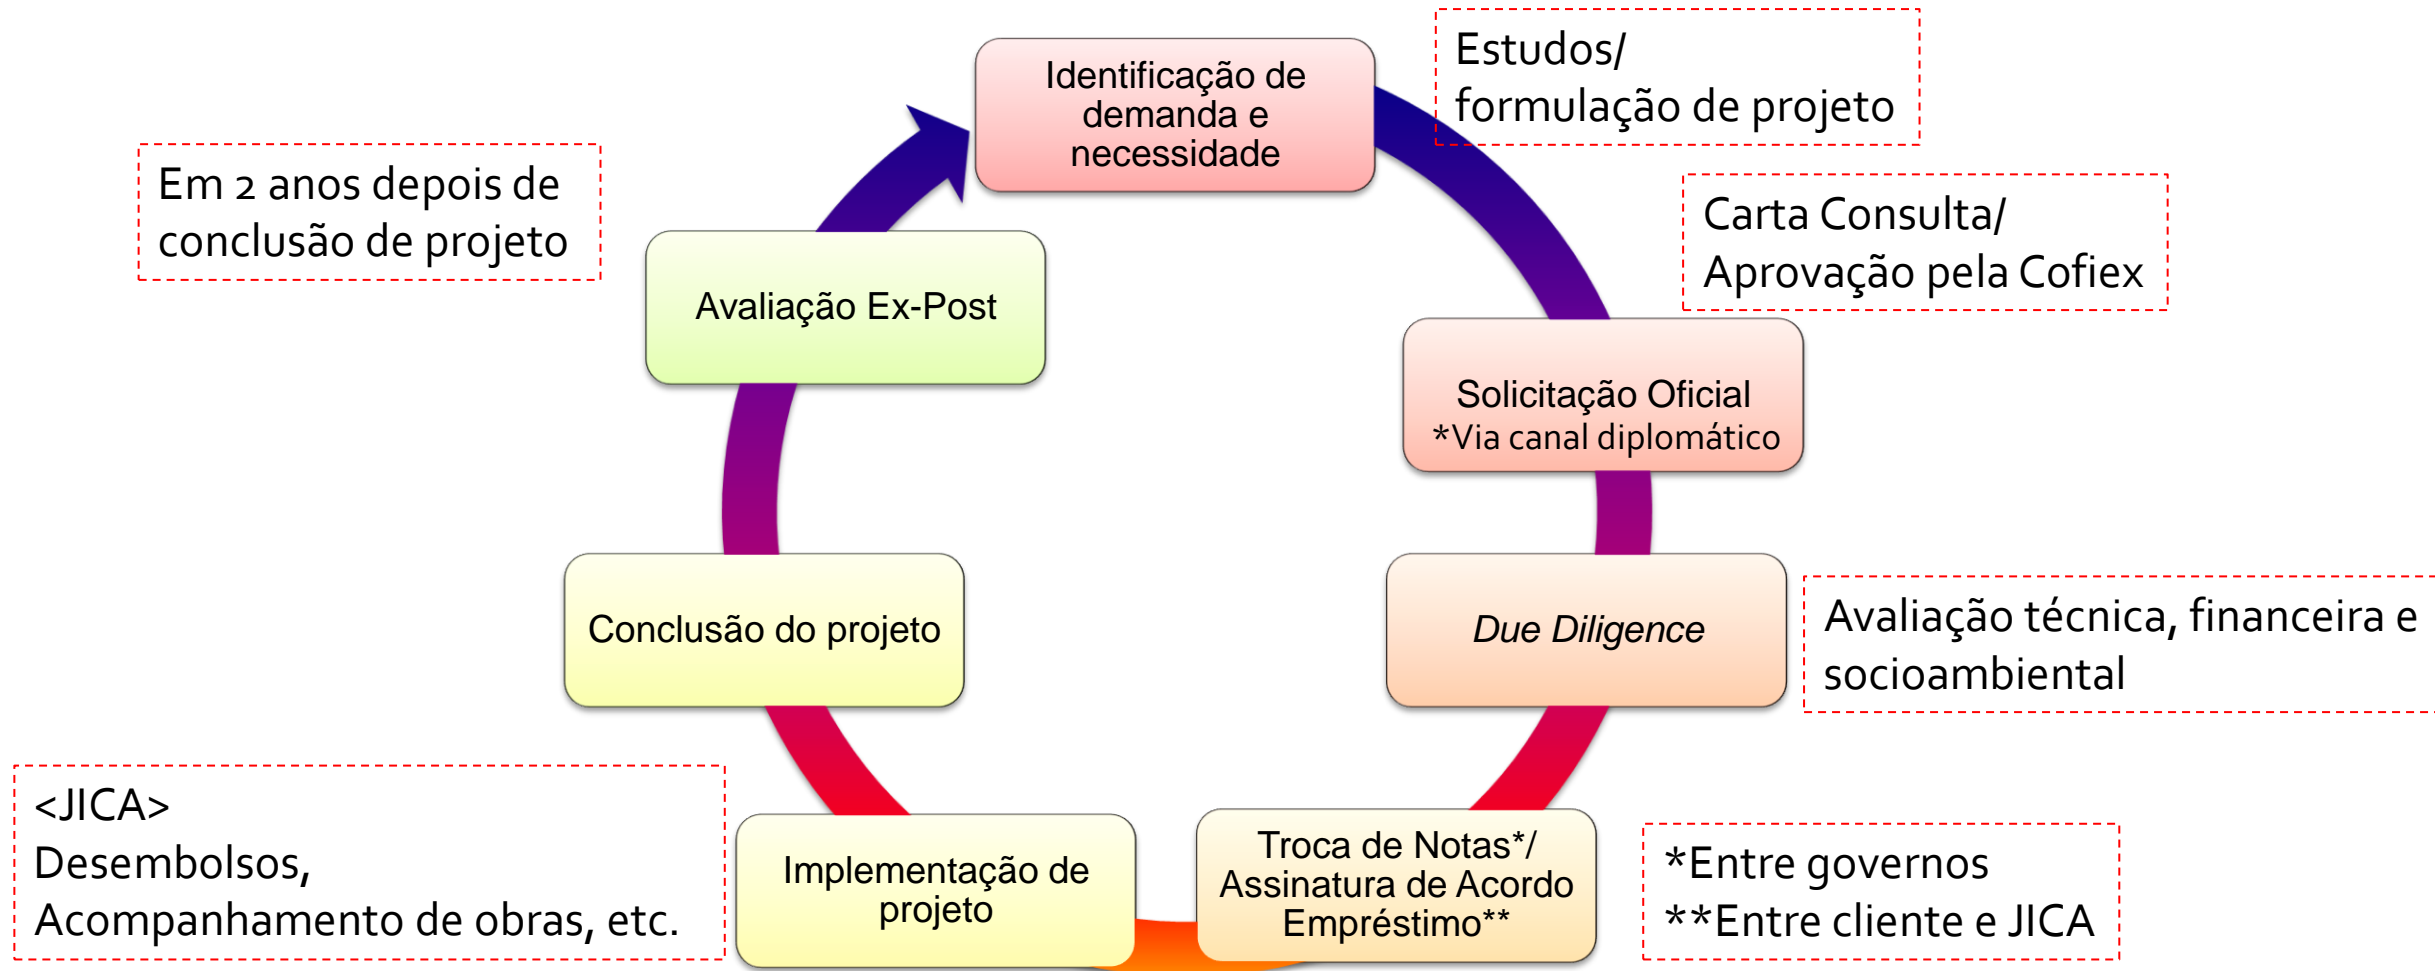 Identificação de
demanda e
necessidade
Estudos/
formulação de projeto
Carta Consulta/
Aprovação pela Cofiex
Solicitação Oficial
*Via canal diplomático
Due Diligence
Avaliação técnica, financeira e
socioambiental
Troca de Notas*/
Assinatura de Acordo
Empréstimo**
*Entre governos
**Entre cliente e JICA
Implementação de
projeto
<JICA>
Desembolsos,
Acompanhamento de obras, etc.
Conclusão do projeto
Avaliação Ex-Post
Em 2 anos depois de
conclusão de projeto